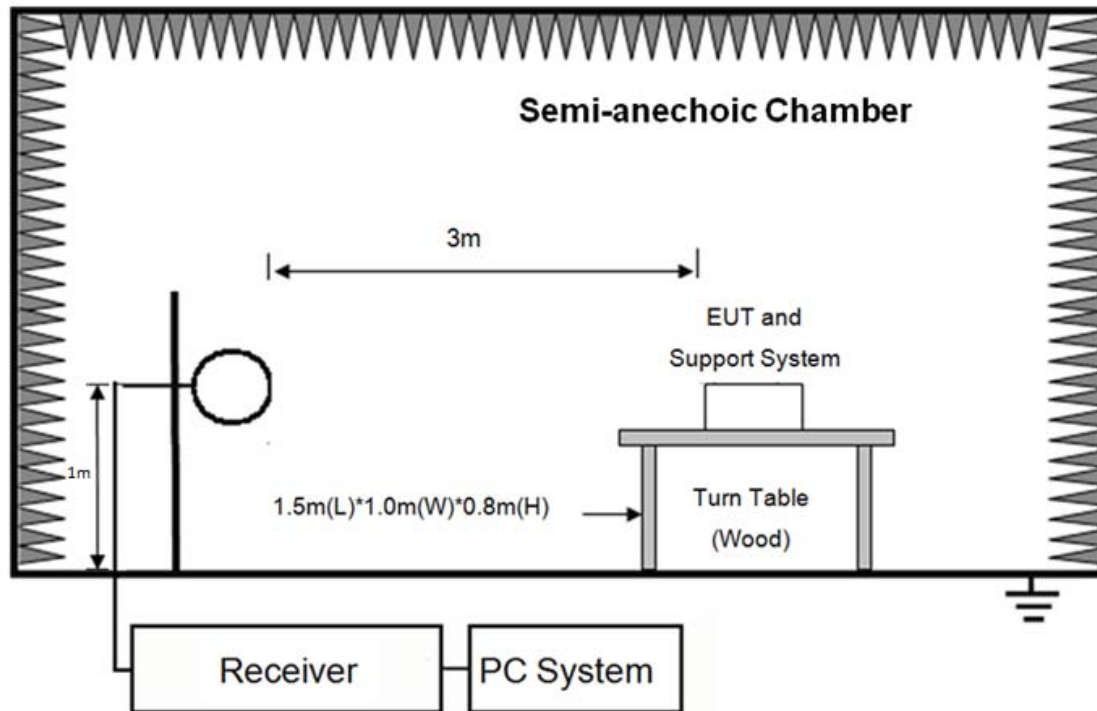 Semi-anechoic Chamber
3m
EUT and
Support System
1m
1.5m(L)*1.0m(W)*0.8m(H)
Turn Table
(Wood)
Receiver
PC System